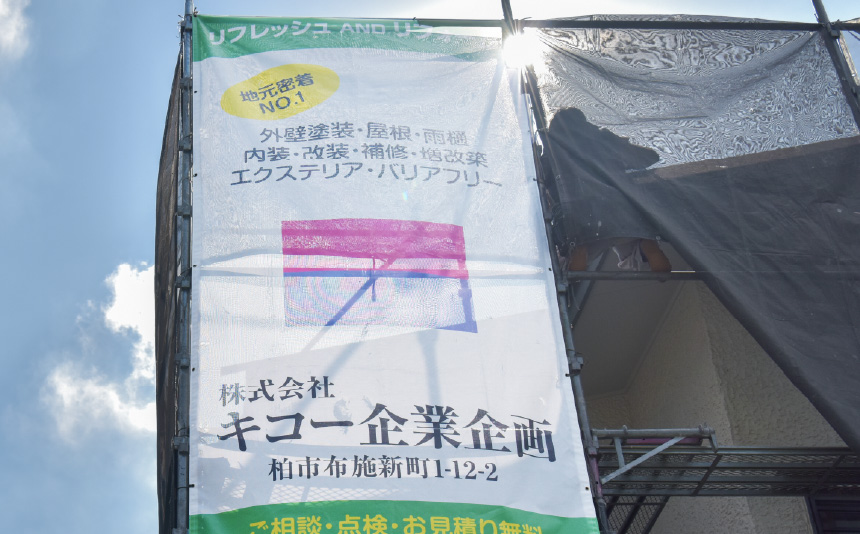 リフレッシュ AND リフ
地元密着
NO.1
外壁塗装・屋根・雨樋
内装・改装・補修・増改築
エクステリア・バリアフリー
株式会社
キコー企業企画
柏市布施新町1-12-2
ご相談・点検・お見積り無料